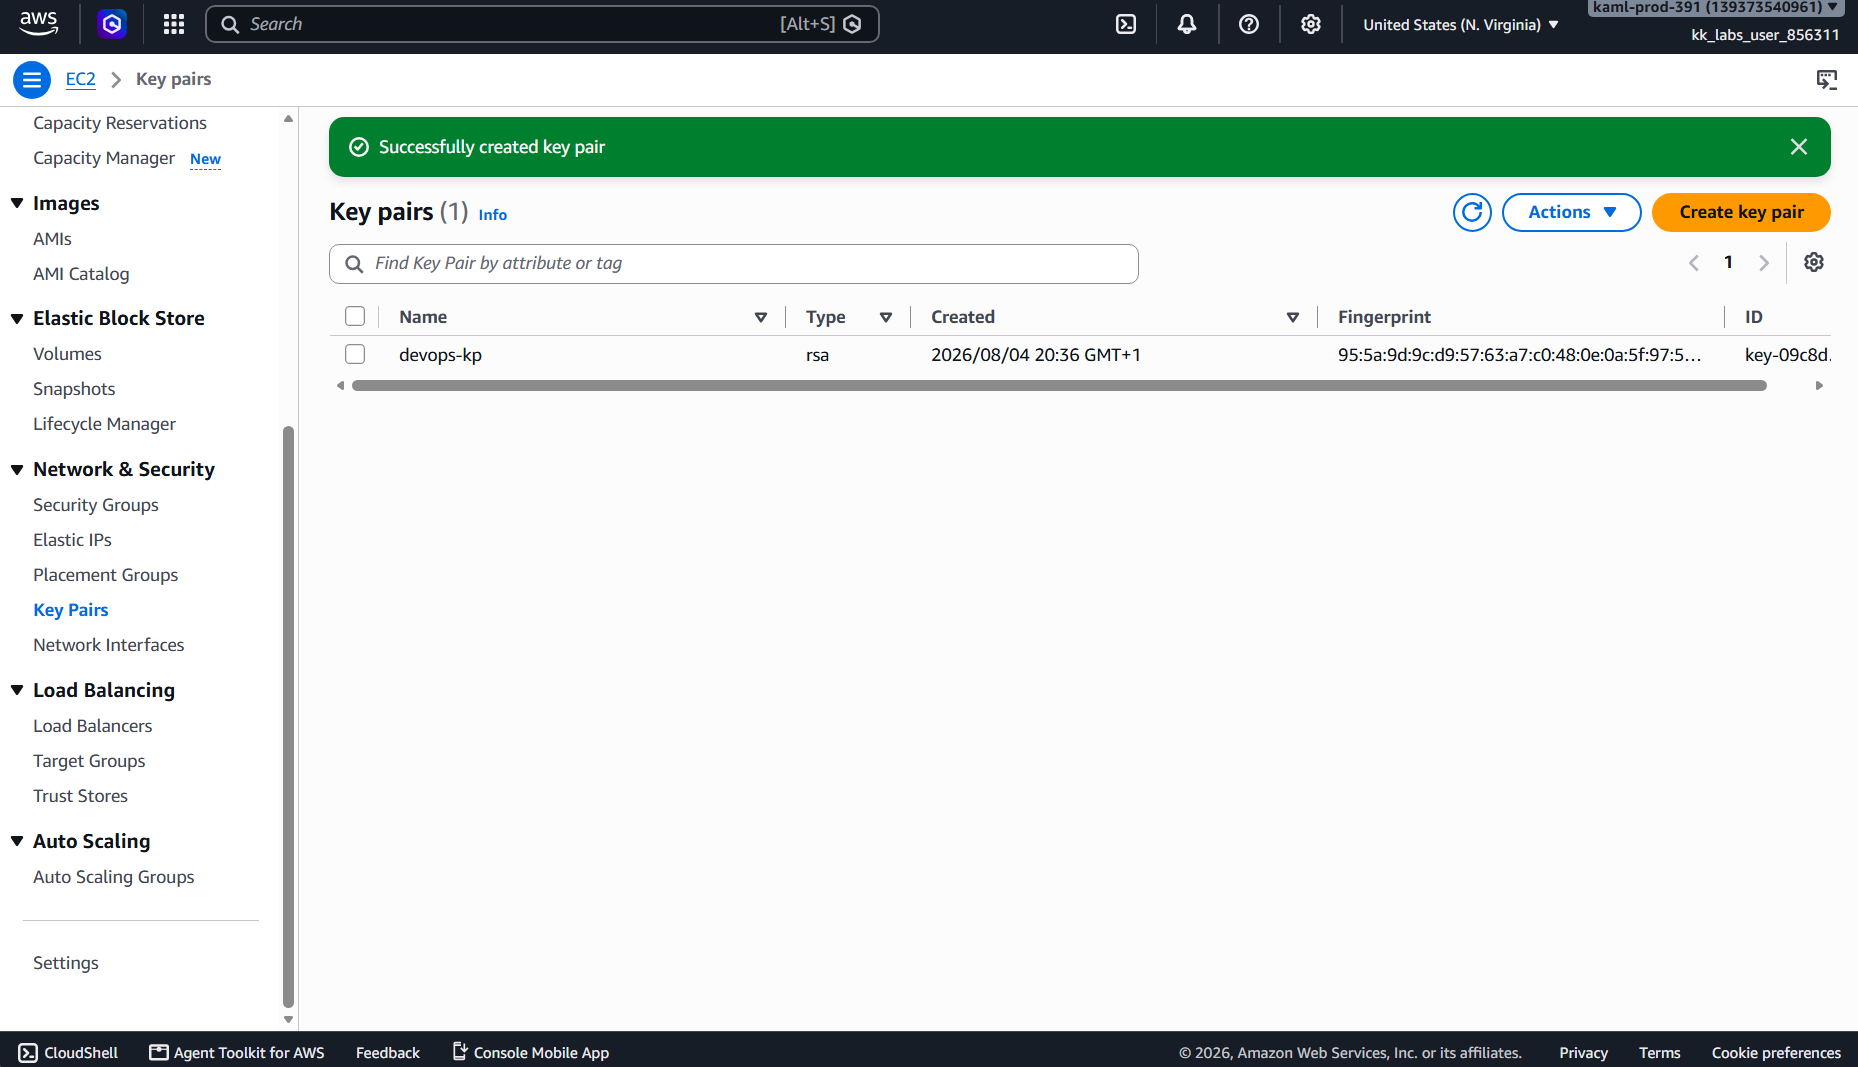 aws
Search [Alt+S]
United States (N. Virginia)
kaml-prod-391 (139373540961)
kk_labs_user_856311
EC2 Key pairs
Capacity Reservations
Capacity Manager New
Images
AMIs
AMI Catalog
Elastic Block Store
Volumes
Snapshots
Lifecycle Manager
Network & Security
Security Groups
Elastic IPs
Placement Groups
Key Pairs
Network Interfaces
Load Balancing
Load Balancers
Target Groups
Trust Stores
Auto Scaling
Auto Scaling Groups
Settings
Successfully created key pair
Key pairs (1) Info
Actions
Create key pair
Find Key Pair by attribute or tag
1
Name Type Created Fingerprint ID
devops-kp rsa 2026/08/04 20:36 GMT+1 95:5a:9d:9c:d9:57:63:a7:c0:48:0e:0a:5f:97:5... key-09c8d.
CloudShell Agent Toolkit for AWS Feedback Console Mobile App © 2026, Amazon Web Services, Inc. or its affiliates. Privacy Terms Cookie preferences